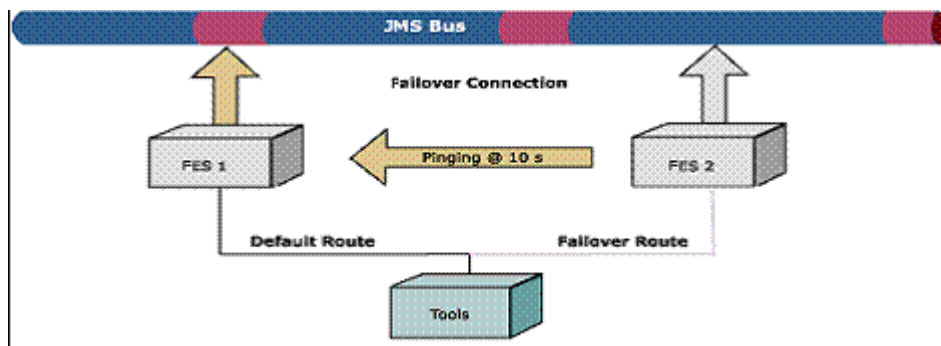 JMS Bus
Failover Connection
FES 1
Pinging @ 10 s
FES 2
Default Route
Failover Route
Tools